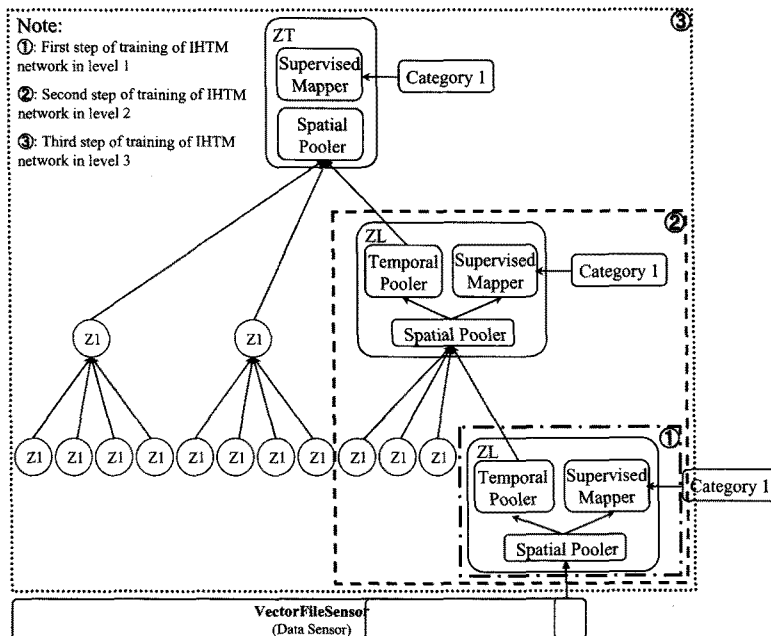 Note:
①: First step of training of IHTM
network in level 1
②: Second step of training of IHTM
network in level 2
③: Third step of training of IHTM
network in level 3
③
ZT
Supervised
Mapper
Category 1
Spatial
Pooler
②
ZL
Temporal
Pooler
Supervised
Mapper
Category 1
Spatial Pooler
Z1
Z1
Z1
Z1
Z1
Z1
Z1
Z1
Z1
Z1
Z1
Z1
Z1
①
ZL
Temporal
Pooler
Supervised
Mapper
Category 1
Spatial Pooler
VectorFileSensor
(Data Sensor)